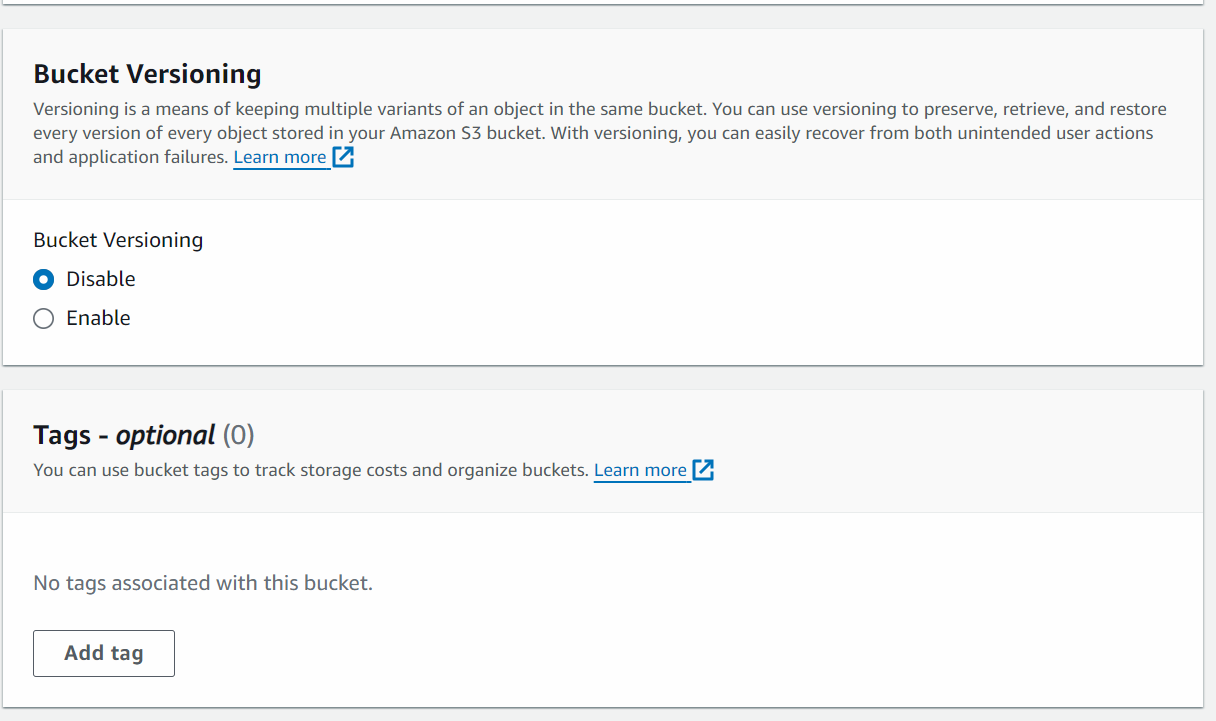 Bucket Versioning
Versioning is a means of keeping multiple variants of an object in the same bucket. You can use versioning to preserve, retrieve, and restore
every version of every object stored in your Amazon S3 bucket. With versioning, you can easily recover from both unintended user actions
and application failures. Learn more
Bucket Versioning
Disable
Enable
Tags - optional (0)
You can use bucket tags to track storage costs and organize buckets. Learn more
No tags associated with this bucket.
Add tag